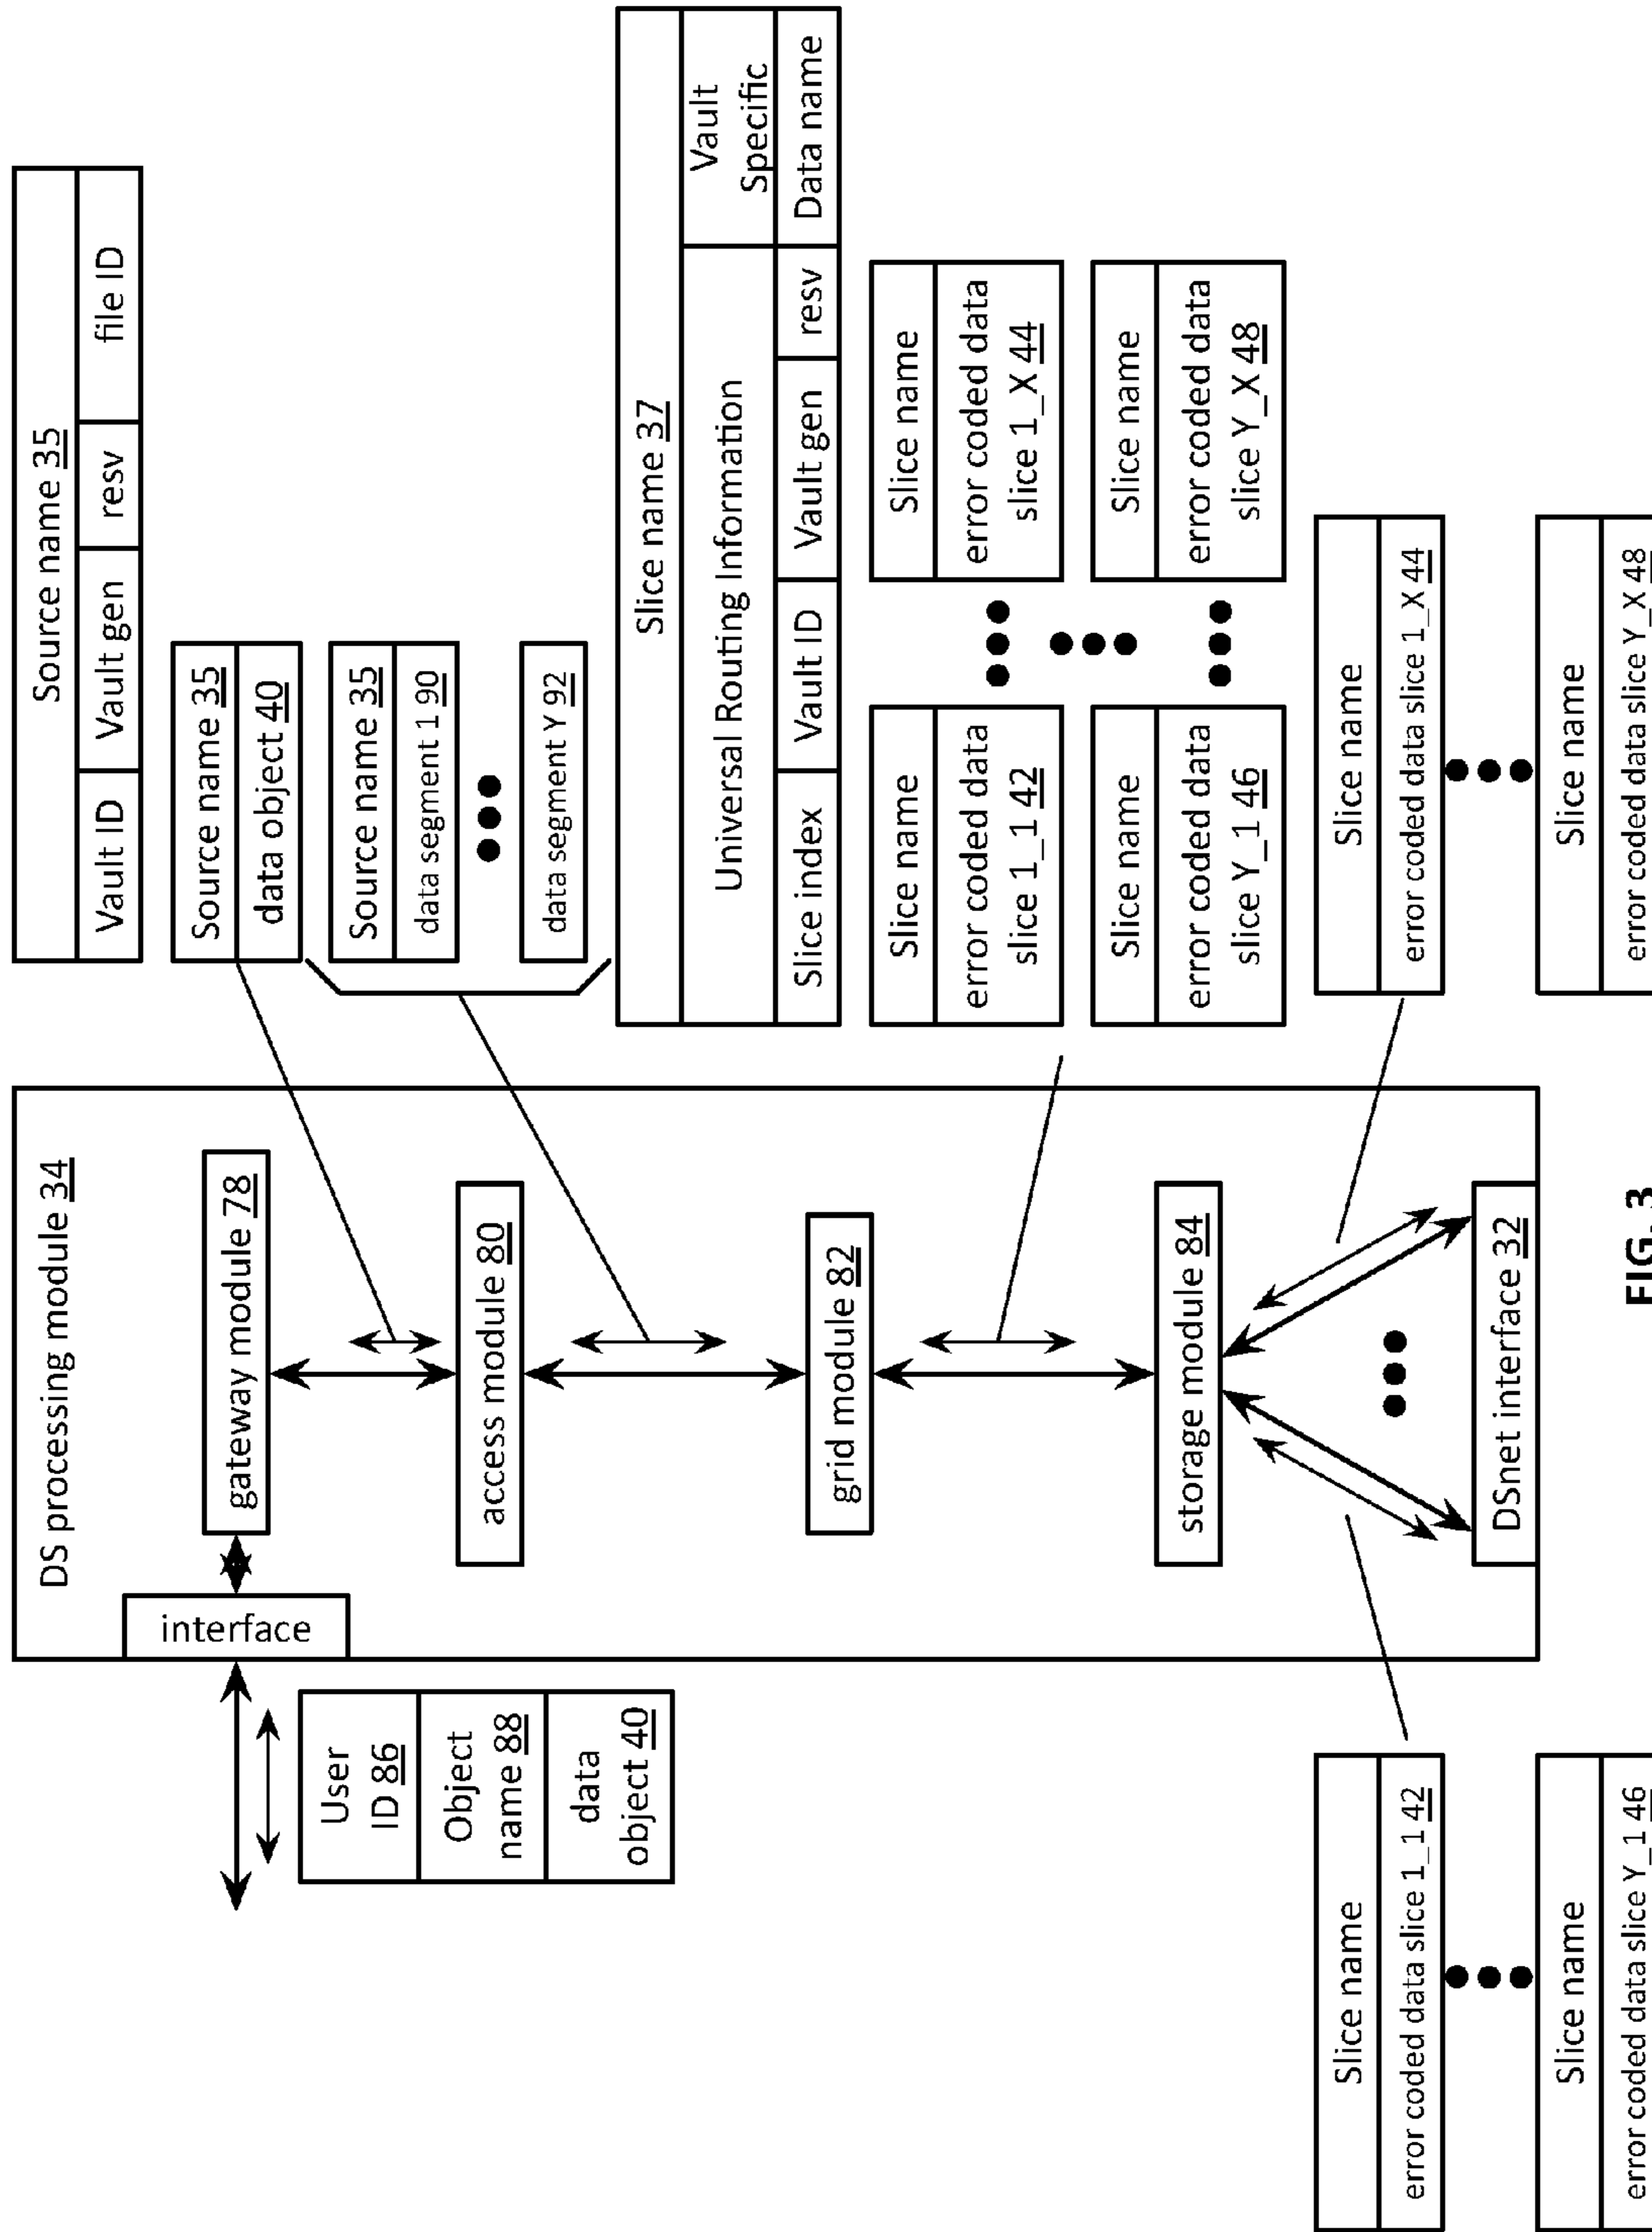 DS processing module 34
interface
gateway module 78
access module 80
grid module 82
storage module 84
DSnet interface 32
User
ID 86
Object
name 88
data
object 40
Source name 35
Vault ID
Vault gen
resv
file ID
Source name 35
data object 40
Source name 35
data segment 1 90
data segment Y 92
Slice name 37
Universal Routing Information
Vault
Specific
Slice index
Vault ID
Vault gen
resv
Data name
Slice name
error coded data
slice 1_1 42
Slice name
error coded data
slice 1_X 44
Slice name
error coded data
slice Y_1 46
Slice name
error coded data
slice Y_X 48
Slice name
error coded data slice 1_1 42
Slice name
error coded data slice Y_1 46
Slice name
error coded data slice 1_X 44
Slice name
error coded data slice Y_X 48
FIG. 3